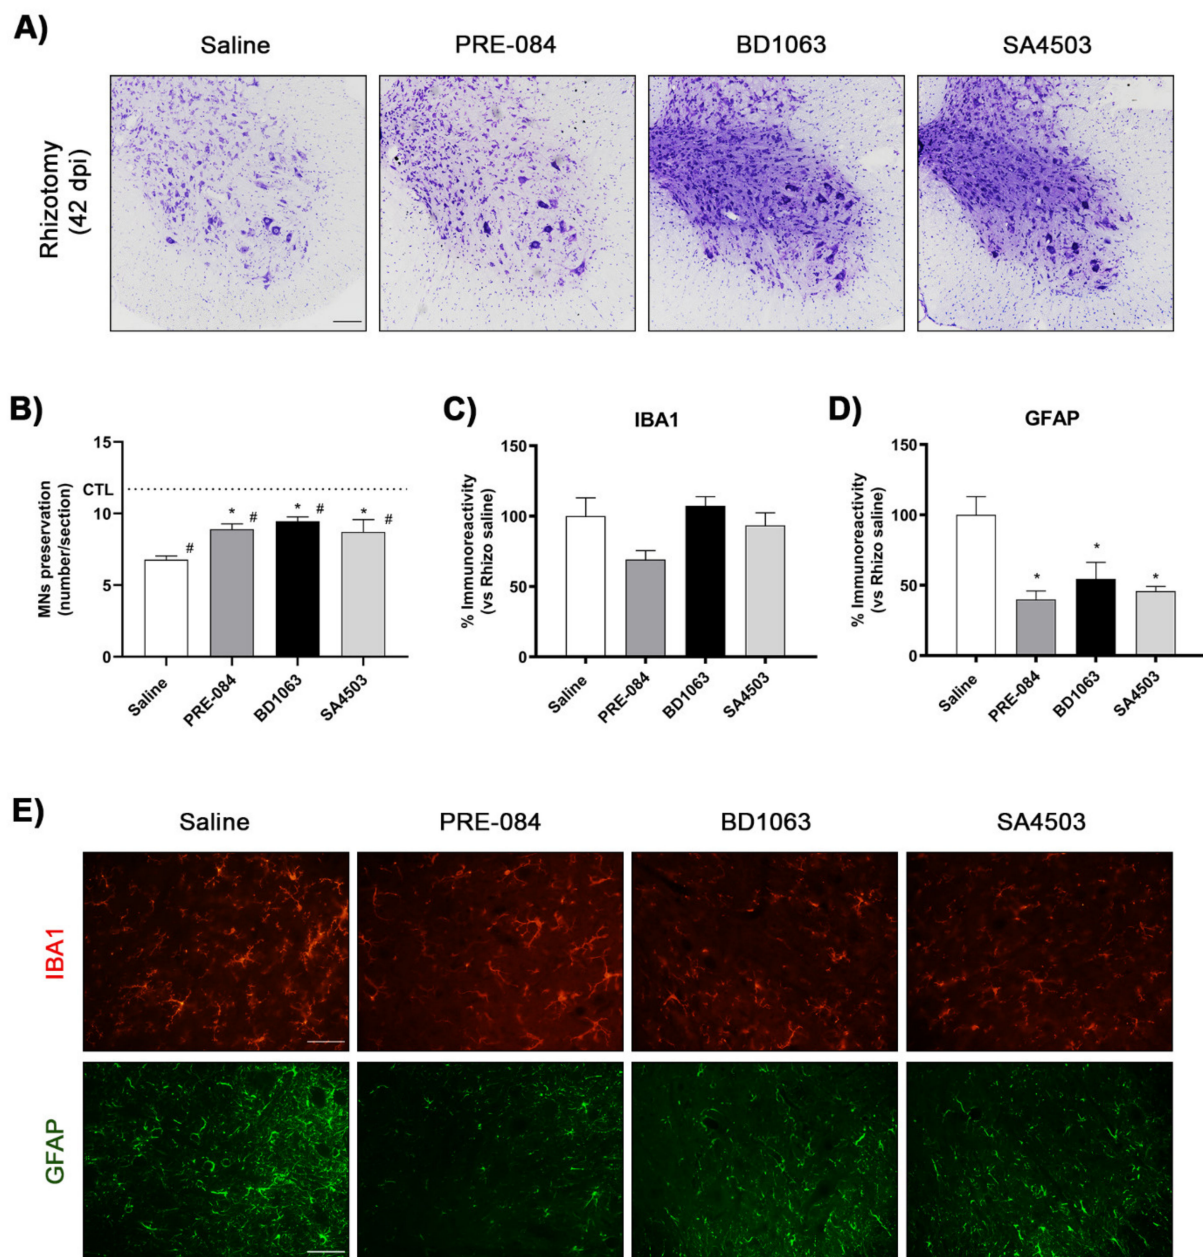 A)
Saline PRE-084 BD1063 SA4503
Rhizotomy
(42 dpi)
B)
MNs preservation
(number/section)
15
10
5
0
CTL
#
* #
* #
* #
Saline
PRE-084
BD1063
SA4503
C)
IBA1
% Immunoreactivity
(vs Rhizo saline)
150
100
50
0
Saline
PRE-084
BD1063
SA4503
D)
GFAP
% Immunoreactivity
(vs Rhizo saline)
150
100
50
0
*
*
*
Saline
PRE-084
BD1063
SA4503
E)
Saline PRE-084 BD1063 SA4503
IBA1
GFAP